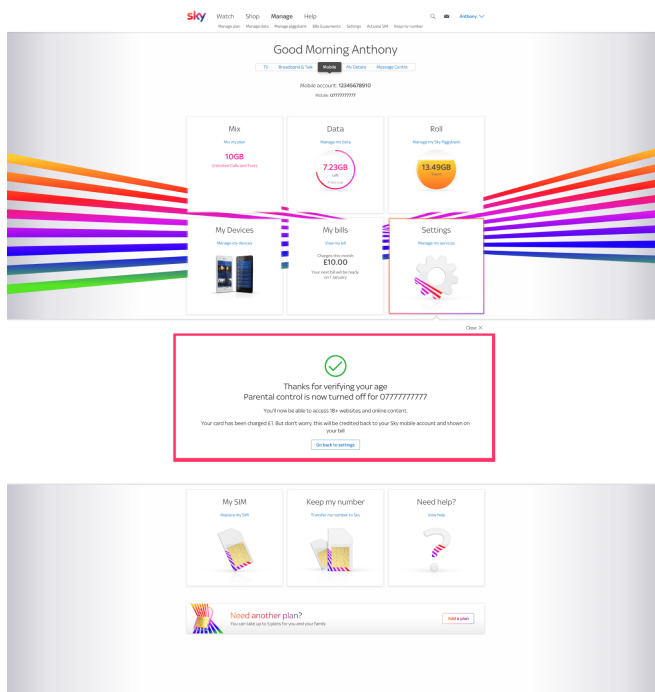 sky Watch Shop Manage Help Anthony
Manage plan Manage data Manage piggybank Bills & payments Settings Activate SIM Keep my number
Good Morning Anthony
TV Broadband & Talk Mobile My Details Message Centre
Mobile account: 12345678910
Mobile: 07777777777
Mix
Mix my plan
10GB
Unlimited Calls and Texts
Data
Manage my data
7.23GB
Left
Roll
Manage my Sky Piggybank
13.49GB
My Devices
Manage my devices
My bills
View my bill
Charges this month
£10.00
Your next bill will be ready
on 1 January
Settings
Manage my services
Close X
Thanks for verifying your age
Parental control is now turned off for 07777777777
You'll now be able to access 18+ websites and online content.
Your card has been charged £1. But don't worry, this will be credited back to your Sky mobile account and shown on
your bill
Go back to settings
My SIM
Replace my SIM
Keep my number
Transfer my number to Sky
Need help?
View help
Need another plan?
You can take up to 5 plans for you and your family
Add a plan